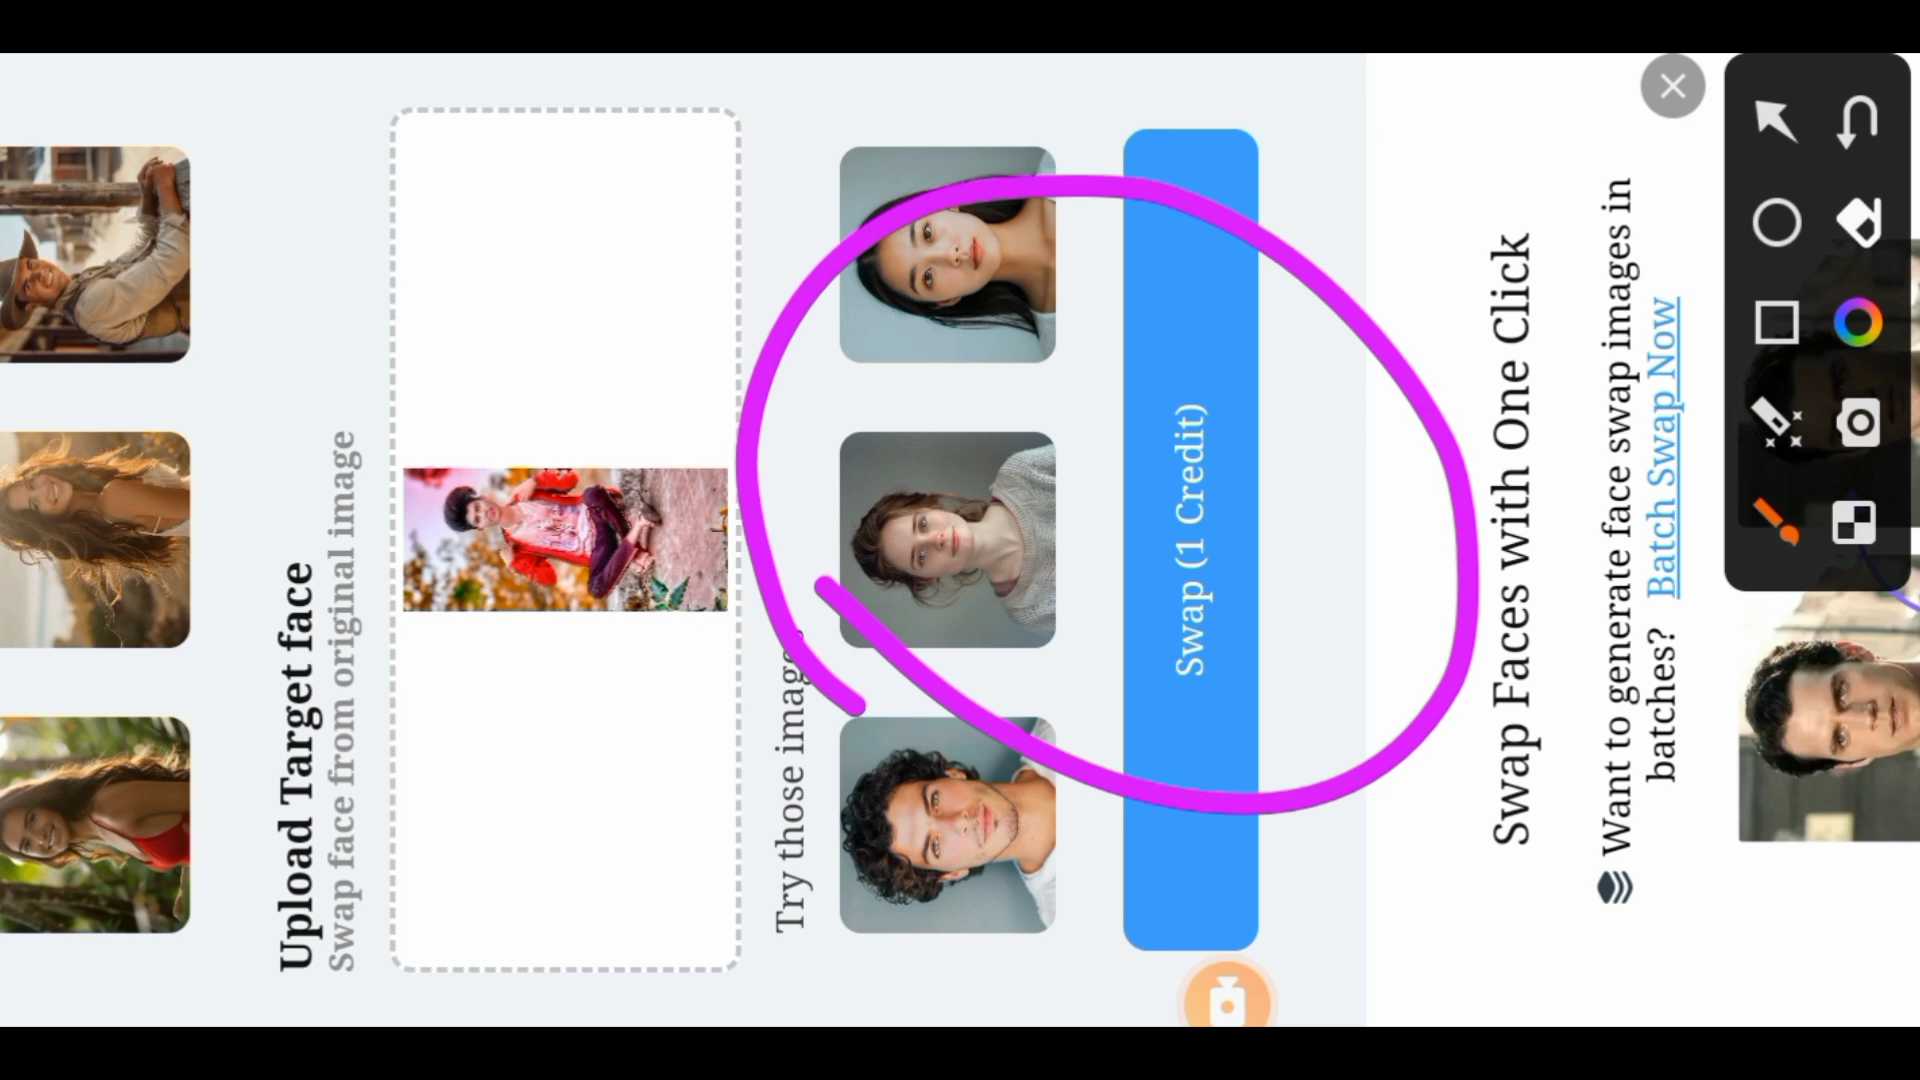 Upload Target face
Swap face from original image
Try those images
Swap (1 Credit)
Swap Faces with One Click
Want to generate face swap images in
batches? Batch Swap Now